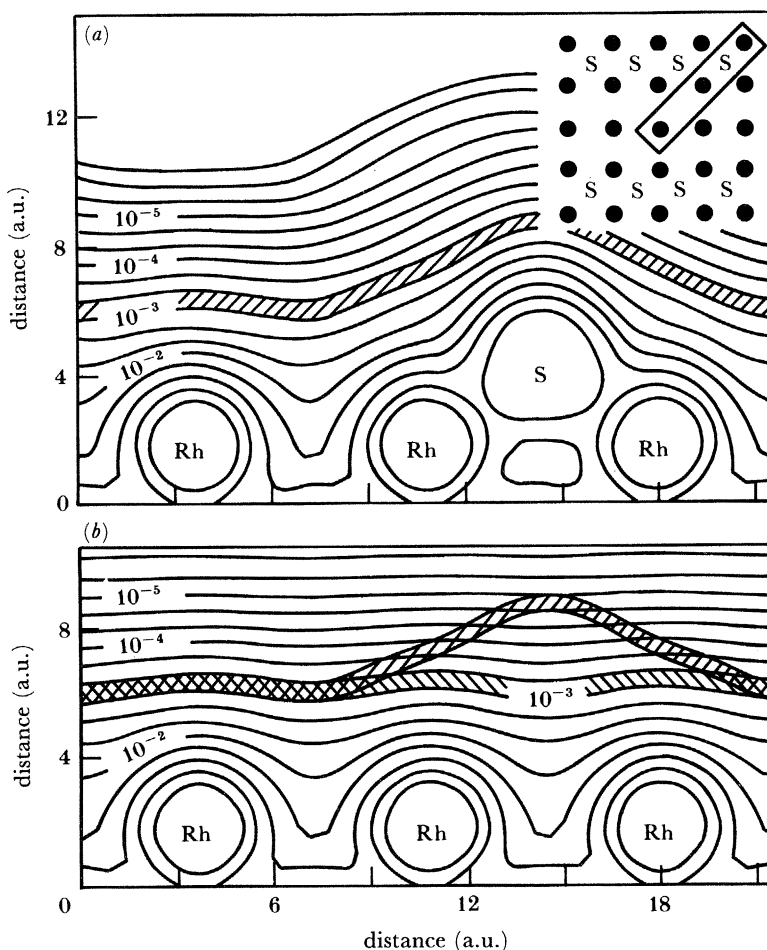 (a)
S S S S
S S S S
12
8
4
0
distance (a.u.)
10⁻⁵
10⁻⁴
10⁻³
10⁻²
S
Rh Rh Rh
(b)
8
4
distance (a.u.)
10⁻⁵
10⁻⁴
10⁻³
10⁻²
Rh Rh Rh
0 6 12 18
distance (a.u.)